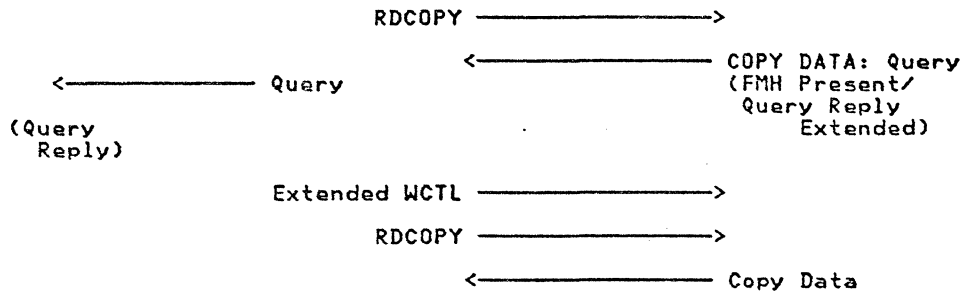 RDCOPY
COPY DATA: Query
Query
(FMH Present/
Query Reply
(Query
Extended)
Reply)
Extended WCTL
RDCOPY
Copy Data